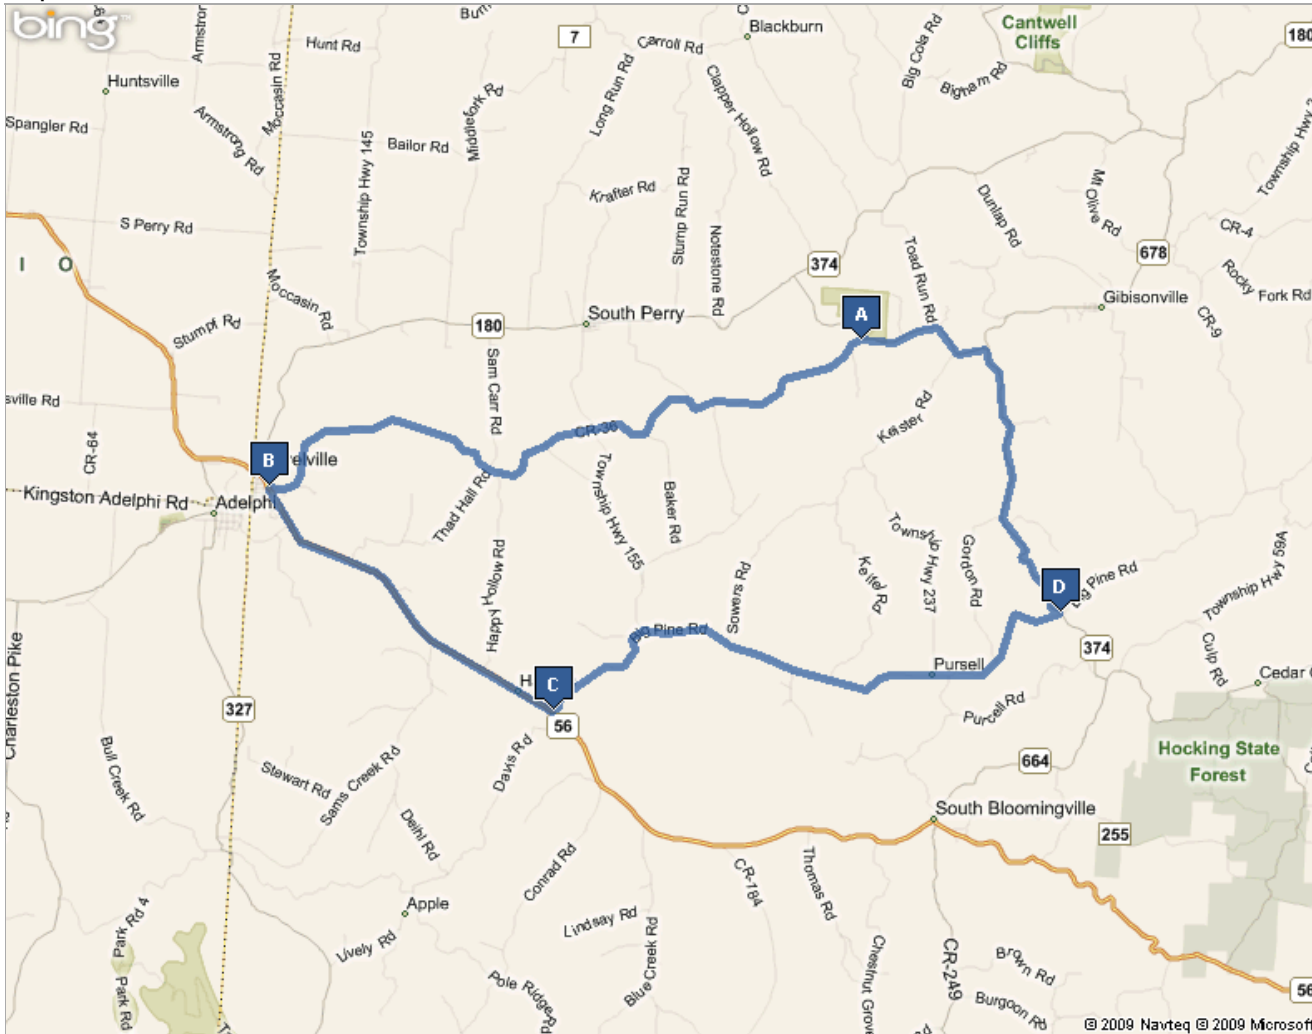 bing
Burr
7
Carroll Rd
Blackburn
Cantwell
Cliffs
180
Armstror
Hunt Rd
Moccasin Rd
Huntsville
Spangler Rd
Armstrong Rd
Bailor Rd
Middlefork Rd
Long Run Rd
Clapper Hollow Rd
Big Cola Rd
Bigham Rd
Township Hwy 145
Krafter Rd
Stump Run Rd
Dunlap Rd
Mt Olive Rd
Township Hwy
S Perry Rd
Notestone Rd
Toad Run Rd
CR-4
678
374
I O
Rocky
Fork Rd
Moccasin Rd
Gibisonville
CR-9
A
South Perry
180
Stumpf Rd
Sam Carr Rd
Keister Rd
sville Rd
CR-64
CR-36
B
elville
Kingston Adelphi Rd
Adelphi
Thad Hall Rd
Township Hwy 155
Baker Rd
Township Hwy 237
Gordon Rd
Keifel Rd
Happy Hollow Rd
Sowers Rd
D
Big Pine Rd
Township Hwy 59A
Big Pine Rd
374
Culp Rd
Pursell
Cedar
Charleston Pike
327
H
C
56
Purcell Rd
Hocking State
Forest
Bull Creek Rd
Stewart Rd
Sams Creek Rd
Davis Rd
664
South Bloomingville
255
Deihl Rd
Conrad Rd
CR-184
Thomas Rd
Apple
Park Rd 4
Lively Rd
Lindsay Rd
Blue Creek Rd
Chestnut Grov
CR-249
Brown Rd
Park Rd
Pole Ridge
Burgoon Rd
56
© 2009 Navteq © 2009 Microsoft